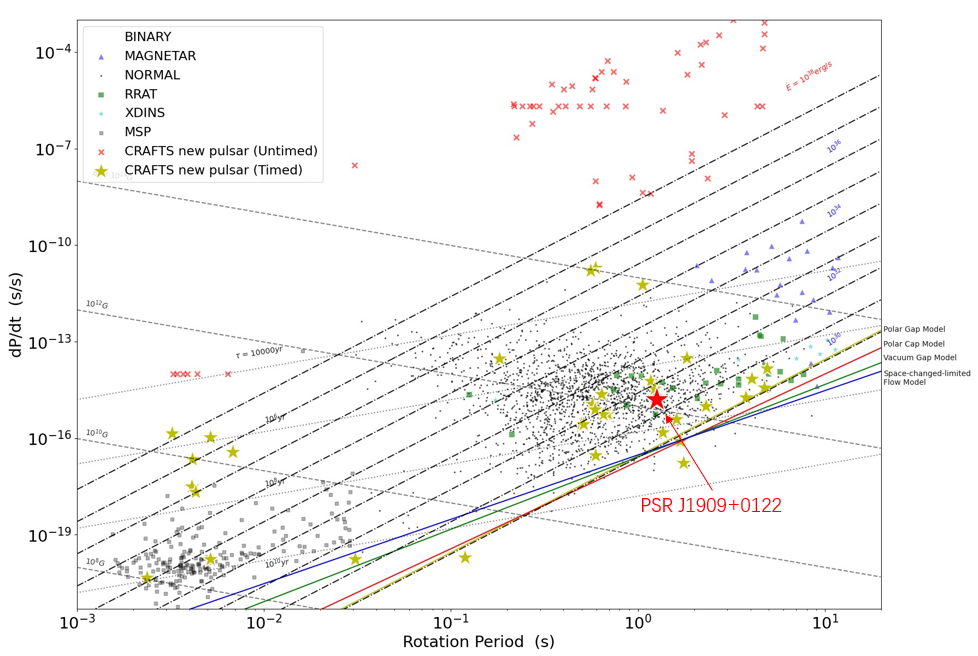 BINARY
MAGNETAR
NORMAL
RRAT
XDINS
MSP
CRAFTS new pulsar (Untimed)
CRAFTS new pulsar (Timed)
10⁻⁴
10⁻⁷
10⁻¹⁰
10⁻¹³
10⁻¹⁶
10⁻¹⁹
dP/dt (s/s)
Ė = 10³⁸erg/s
10³⁶
10³⁴
10³²
10³⁰
10¹²G
τ = 10000yr
10⁶yr
10¹⁰G
10⁸yr
10⁸G
10¹⁰yr
Polar Gap Model
Polar Cap Model
Vacuum Gap Model
Space-changed-limited
Flow Model
PSR J1909+0122
10⁻³
10⁻²
10⁻¹
10⁰
10¹
Rotation Period (s)